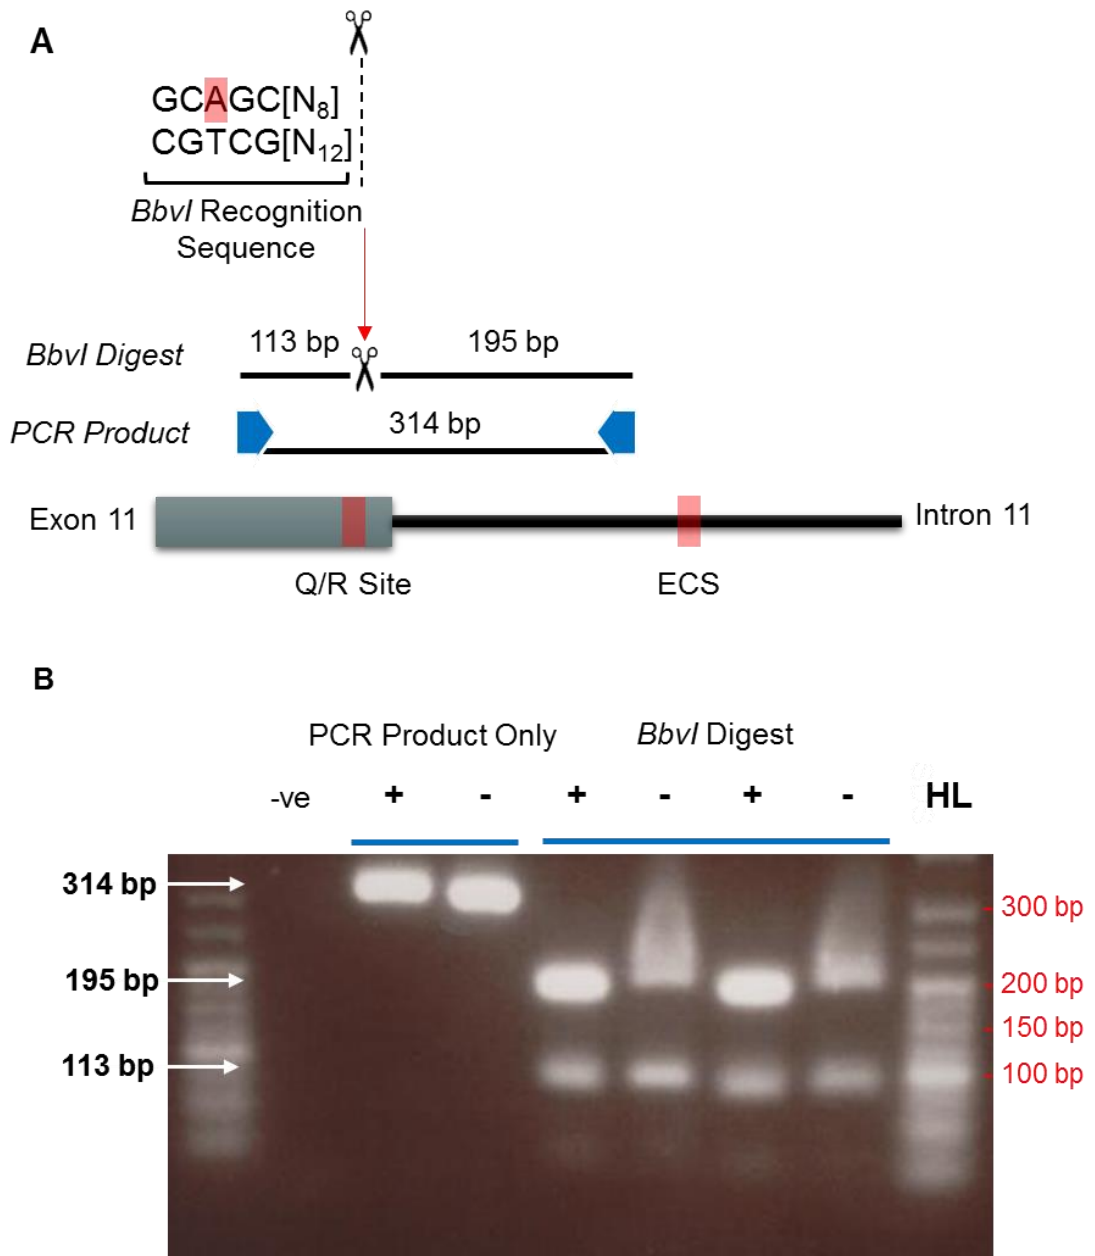 A
GCAGC[N8]
CGTCG[N12]
BbvI Recognition
Sequence
113 bp
195 bp
BbvI Digest
314 bp
PCR Product
Exon 11
Intron 11
Q/R Site
ECS
B
PCR Product Only
BbvI Digest
-ve
+
-
+
-
+
-
HL
314 bp
300 bp
195 bp
200 bp
150 bp
113 bp
100 bp